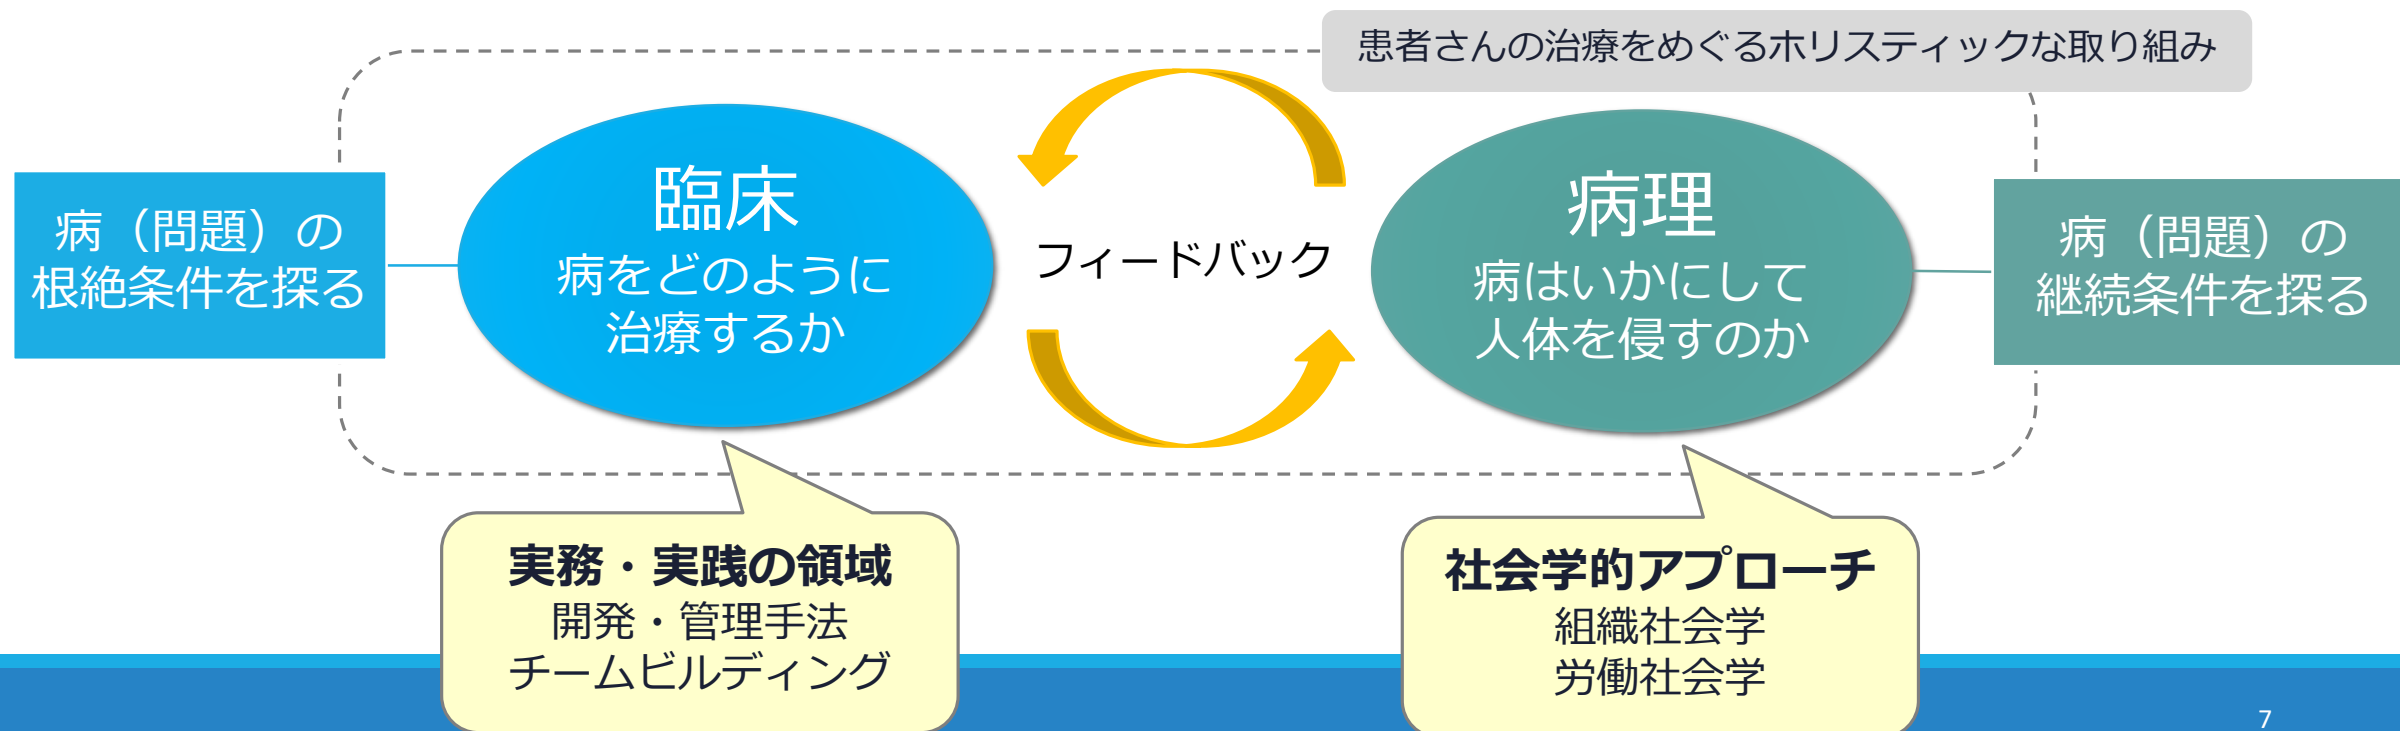 患者さんの治療をめぐるホリスティックな取り組み
病（問題）の
根絶条件を探る
臨床
病をどのように
治療するか
フィードバック
病理
病はいかにして
人体を侵すのか
病（問題）の
継続条件を探る
実務・実践の領域
開発・管理手法
チームビルディング
社会学的アプローチ
組織社会学
労働社会学
7